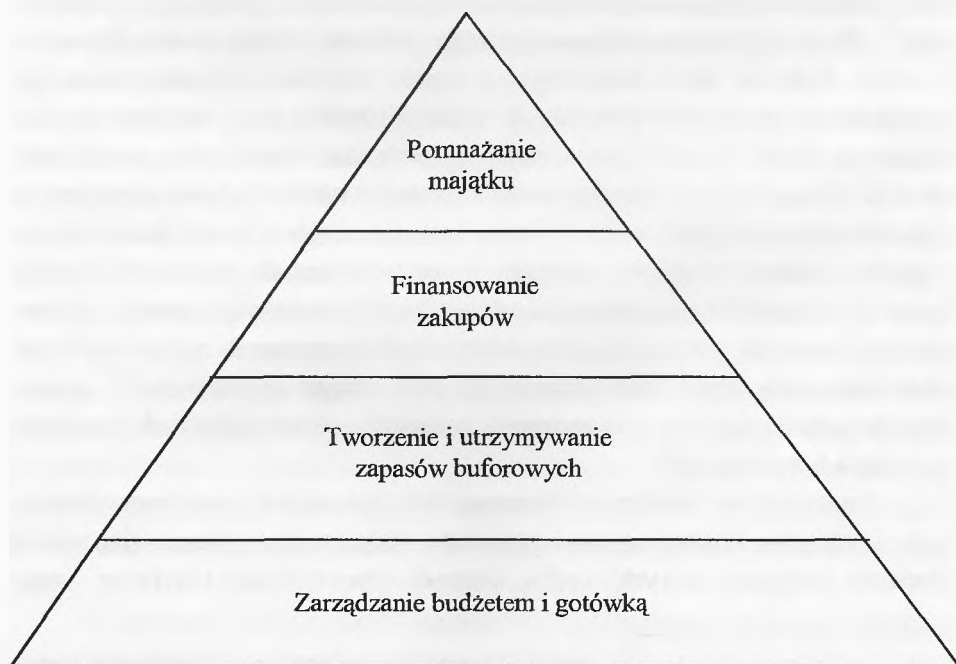 Pomnażanie
majątku
Finansowanie
zakupów
Tworzenie i utrzymywanie
zapasów buforowych
Zarządzanie budżetem i gotówką